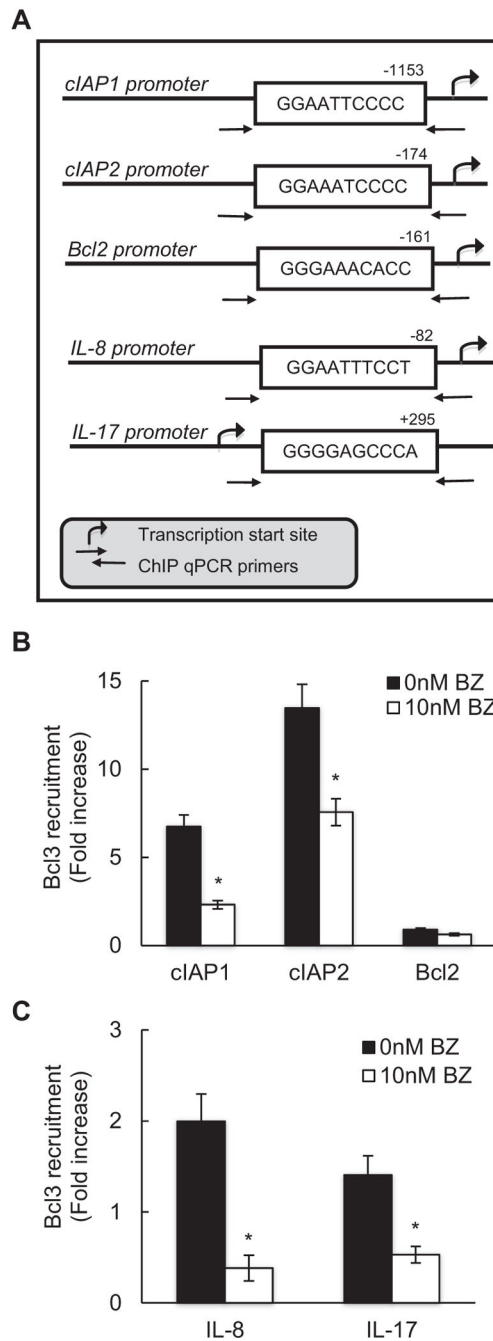 A
cIAP1 promoter
-1153
GGAATTCCCC
cIAP2 promoter
-174
GGAAATCCCC
Bcl2 promoter
-161
GGGAAACACC
IL-8 promoter
-82
GGAATTTCCT
IL-17 promoter
+295
GGGGAGCCCA
Transcription start site
ChIP qPCR primers
B
Bcl3 recruitment
(Fold increase)
15
10
5
0
0nM BZ
10nM BZ
*
*
cIAP1
cIAP2
Bcl2
C
Bcl3 recruitment
(Fold increase)
3
2
1
0
0nM BZ
10nM BZ
*
*
IL-8
IL-17